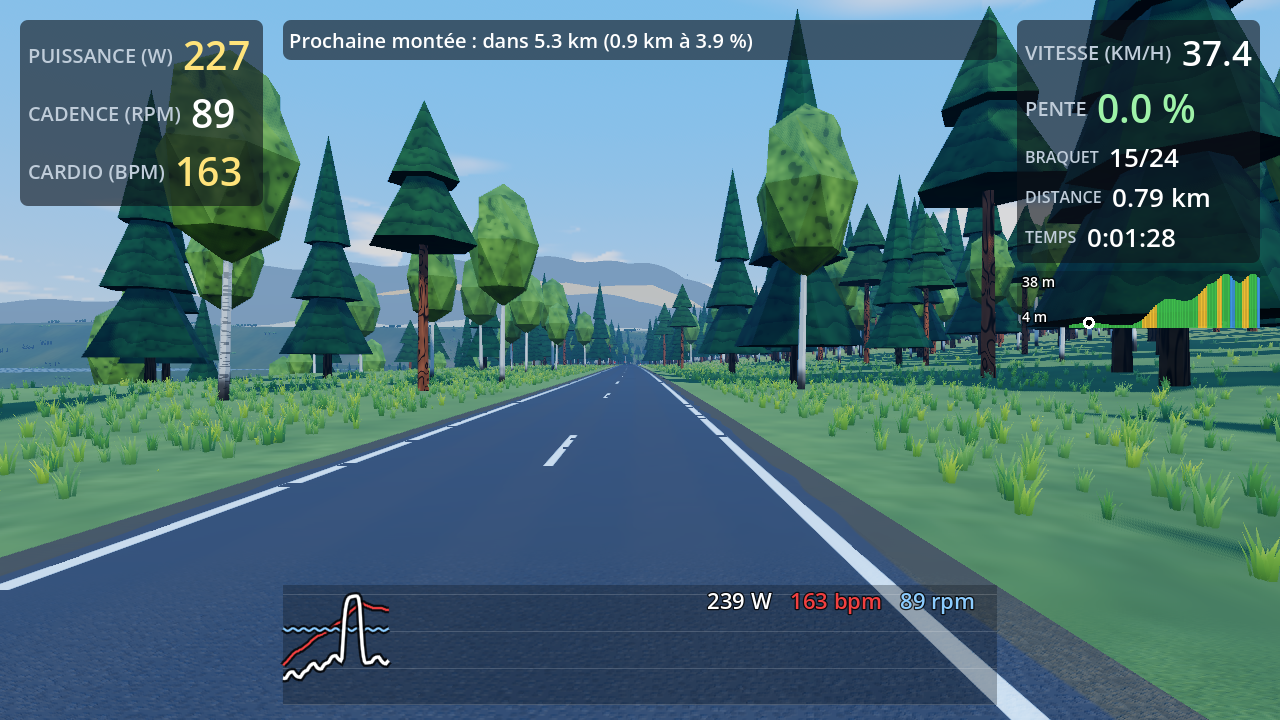 PUISSANCE (W) 227
CADENCE (RPM) 89
CARDIO (BPM) 163
Prochaine montée : dans 5.3 km (0.9 km à 3.9 %)
VITESSE (KM/H) 37.4
PENTE 0.0 %
BRAQUET 15/24
DISTANCE 0.79 km
TEMPS 0:01:28
38 m
4 m
239 W 163 bpm 89 rpm